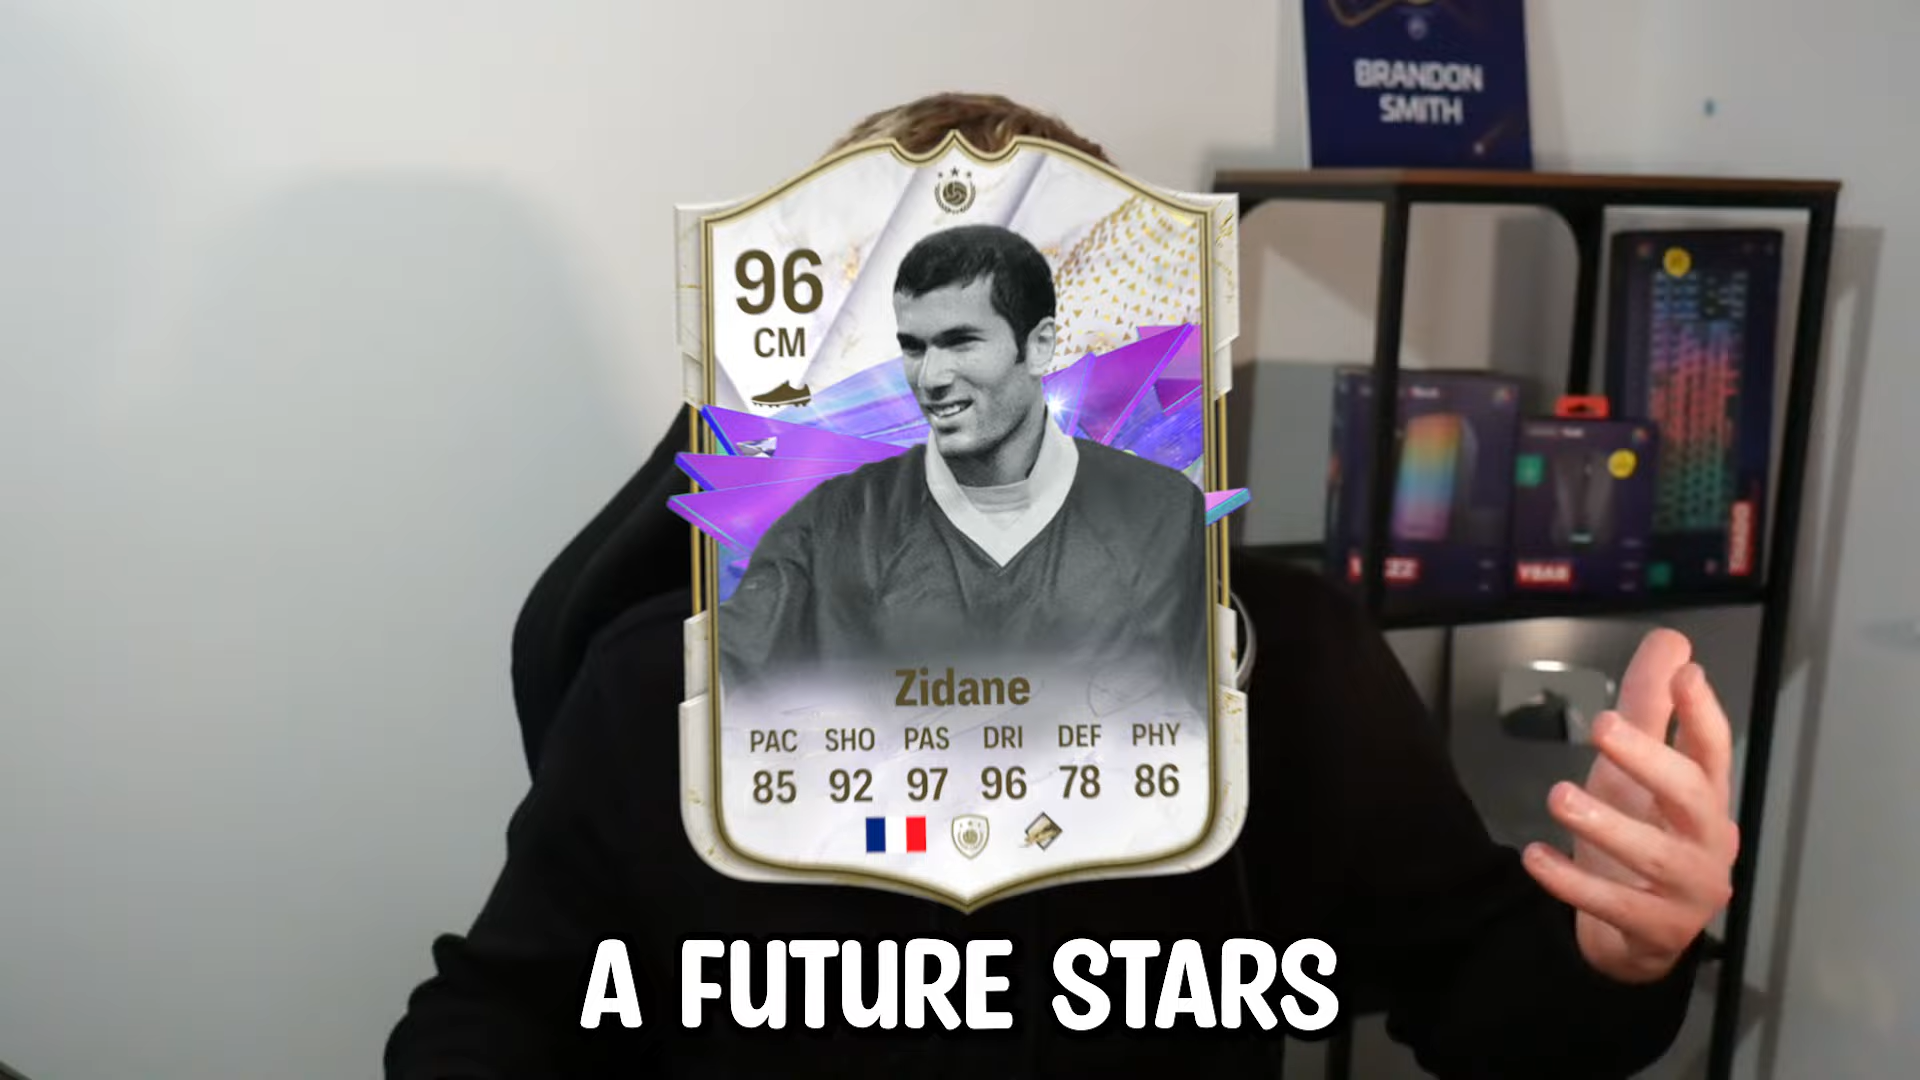 BRANDON
SMITH
96
CM
Zidane
PAC SHO PAS DRI DEF PHY
85 92 97 96 78 86
A FUTURE STARS